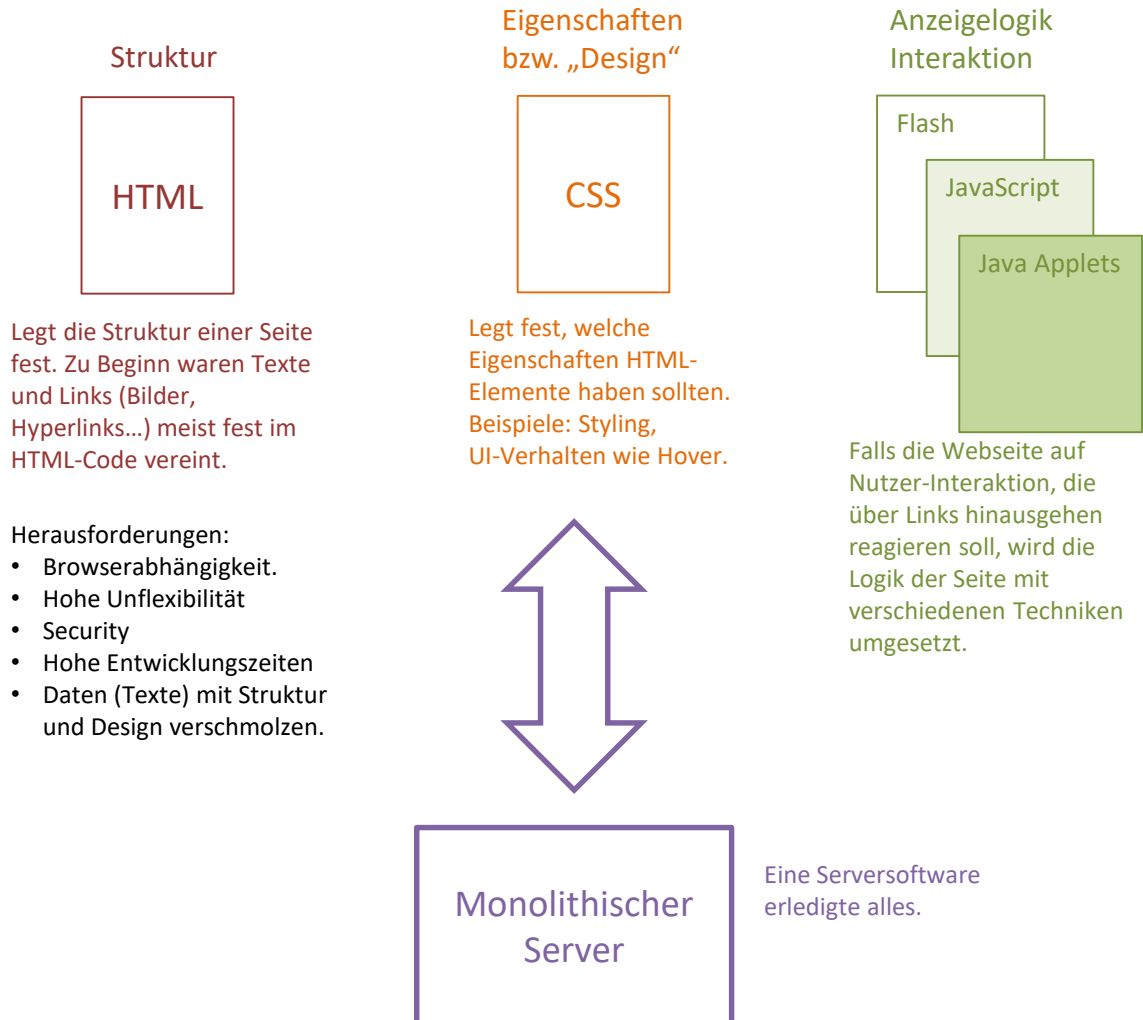 Struktur
HTML
Legt die Struktur einer Seite
fest. Zu Beginn waren Texte
und Links (Bilder,
Hyperlinks…) meist fest im
HTML-Code vereint.
Herausforderungen:
• Browserabhängigkeit.
• Hohe Unflexibilität
• Security
• Hohe Entwicklungszeiten
• Daten (Texte) mit Struktur
und Design verschmolzen.
Eigenschaften
bzw. „Design“
CSS
Legt fest, welche
Eigenschaften HTML-
Elemente haben sollten.
Beispiele: Styling,
UI-Verhalten wie Hover.
Anzeigelogik
Interaktion
Flash
JavaScript
Java Applets
Falls die Webseite auf
Nutzer-Interaktion, die
über Links hinausgehen
reagieren soll, wird die
Logik der Seite mit
verschiedenen Techniken
umgesetzt.
Monolithischer
Server
Eine Serversoftware
erledigte alles.